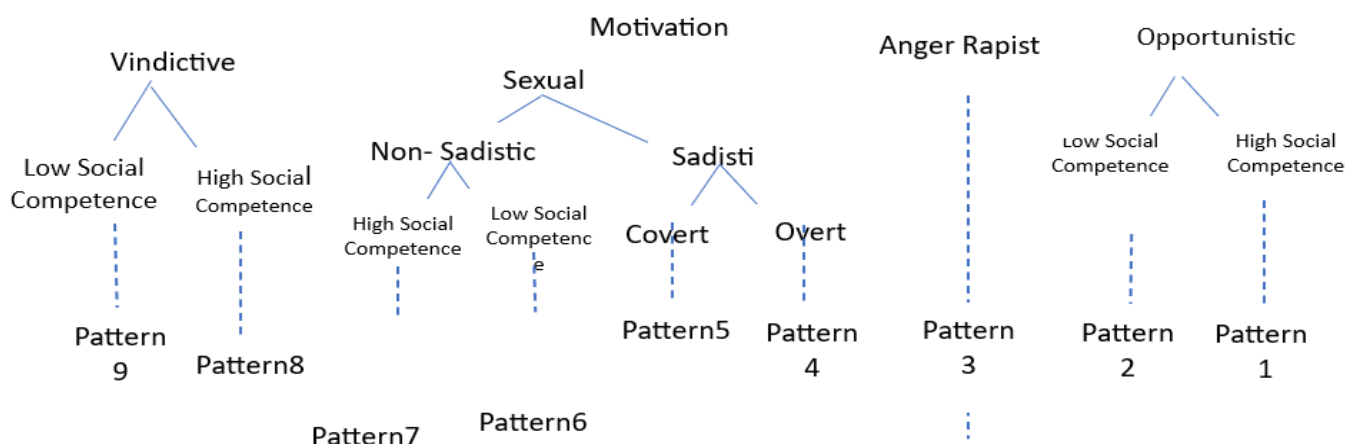 Motivation
Vindictive
Sexual
Anger Rapist
Opportunistic
Low Social
Competence
High Social
Competence
Non- Sadistic
Sadisti
High Social
Competence
Low Social
Competenc
e
Covert
Overt
Low Social
Competence
High Social
Competence
Pattern
9
Pattern8
Pattern7
Pattern6
Pattern5
Pattern
4
Pattern
3
Pattern
2
Pattern
1